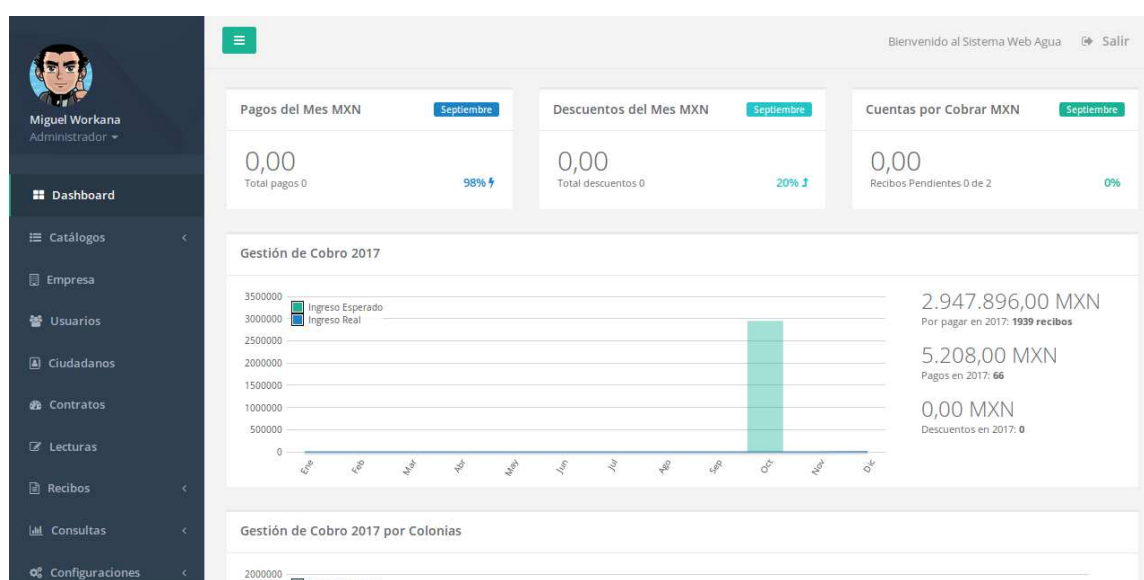 Bienvenido al Sistema Web Agua Salir
Miguel Workana
Administrador
Dashboard
Catálogos
Empresa
Usuarios
Ciudadanos
Contratos
Lecturas
Recibos
Consultas
Configuraciones
Pagos del Mes MXN Septiembre
0,00
Total pagos 0 98%
Descuentos del Mes MXN Septiembre
0,00
Total descuentos 0 20%
Cuentas por Cobrar MXN Septiembre
0,00
Recibos Pendientes 0 de 2 0%
Gestión de Cobro 2017
3500000
3000000
2500000
2000000
1500000
1000000
500000
0
Ingreso Esperado
Ingreso Real
Ene Feb Mar Abr May Jun Jul Ago Sep Oct Nov Dic
2.947.896,00 MXN
Por pagar en 2017: 1939 recibos
5.208,00 MXN
Pagos en 2017: 66
0,00 MXN
Descuentos en 2017: 0
Gestión de Cobro 2017 por Colonias
2000000